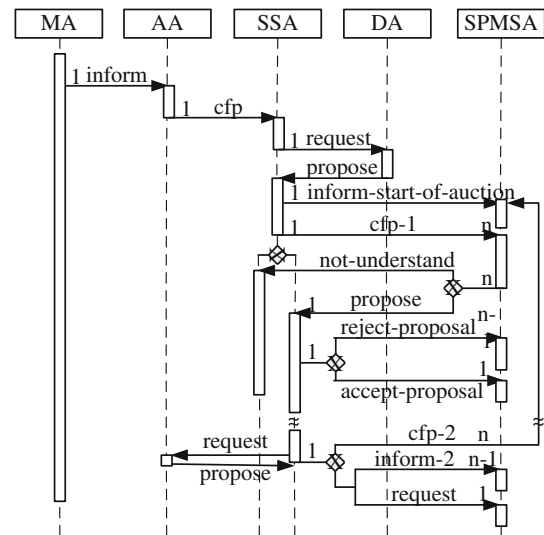 MA AA SSA DA SPMSA
1 inform
1 cfp
1 request
propose
1 inform-start-of-auction
1 cfp-1 n
not-understand
n
1 propose
n-
reject-proposal 1
1
1
accept-proposal
≈ ≈
cfp-2 n
request 1
inform-2 n-1
propose
request 1